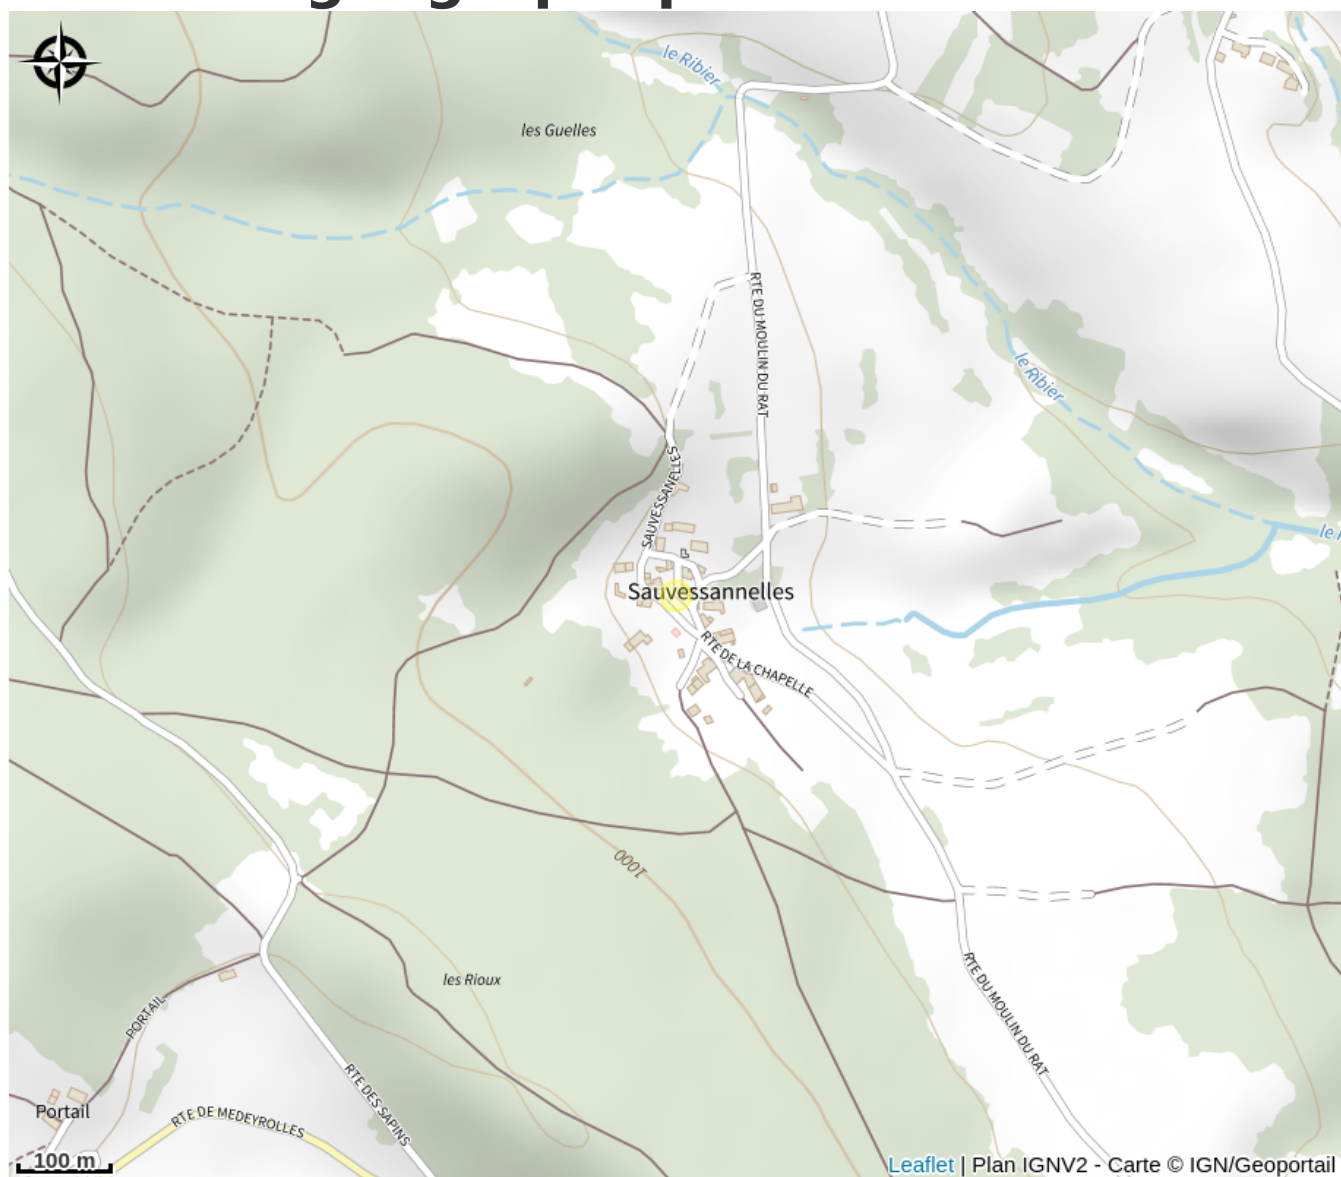 le Ribier
les Guelles
RTE DU MOULIN DU RAT
le Ribier
SAUVESSANELLES
le R
Sauvessannelles
RTE DE LA CHAPELLE
1000
les Rioux
RTE DU MOULIN DU RAT
PORTAIL
RTE DES SAPINS
Portail
RTE DE MEDEYROLLES
100 m
Leaflet | Plan IGNV2 - Carte © IGN/Geoportail